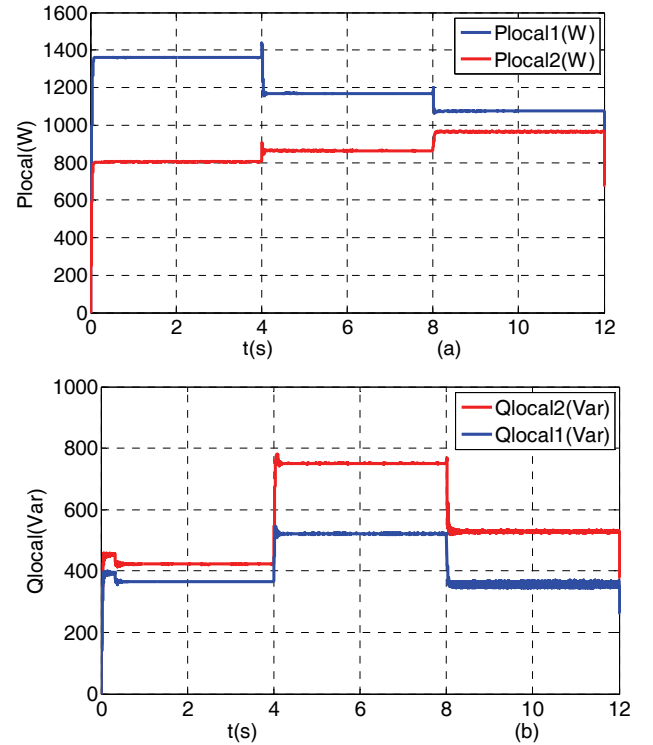 1600
1400
1200
1000
800
600
400
200
0
Plocal(W)
Plocal1(W)
Plocal2(W)
0 2 4 6 8 10 12
t(s) (a)
1000
800
600
400
200
0
Qlocal(Var)
Qlocal2(Var)
Qlocal1(Var)
0 2 4 6 8 10 12
t(s) (b)